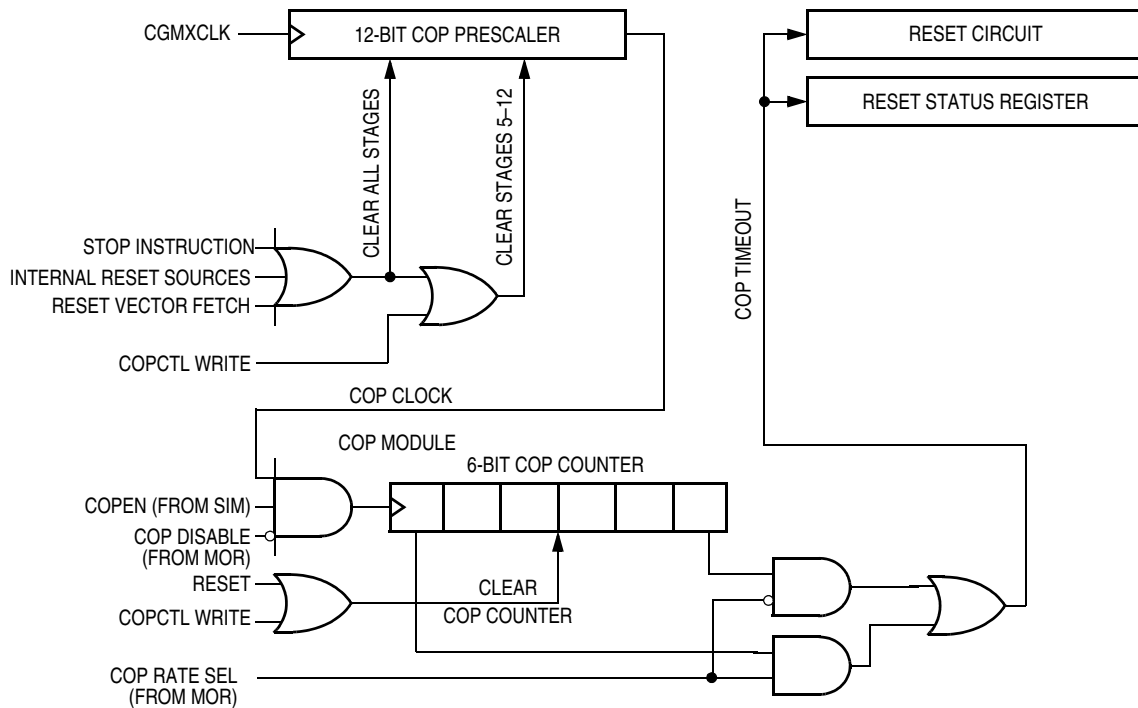 CGMXCLK
12-BIT COP PRESCALER
RESET CIRCUIT
RESET STATUS REGISTER
CLEAR ALL STAGES
CLEAR STAGES 5–12
STOP INSTRUCTION
INTERNAL RESET SOURCES
RESET VECTOR FETCH
COPCTL WRITE
COP TIMEOUT
COP CLOCK
COP MODULE
6-BIT COP COUNTER
COPEN (FROM SIM)
COP DISABLE
(FROM MOR)
RESET
COPCTL WRITE
CLEAR
COP COUNTER
COP RATE SEL
(FROM MOR)